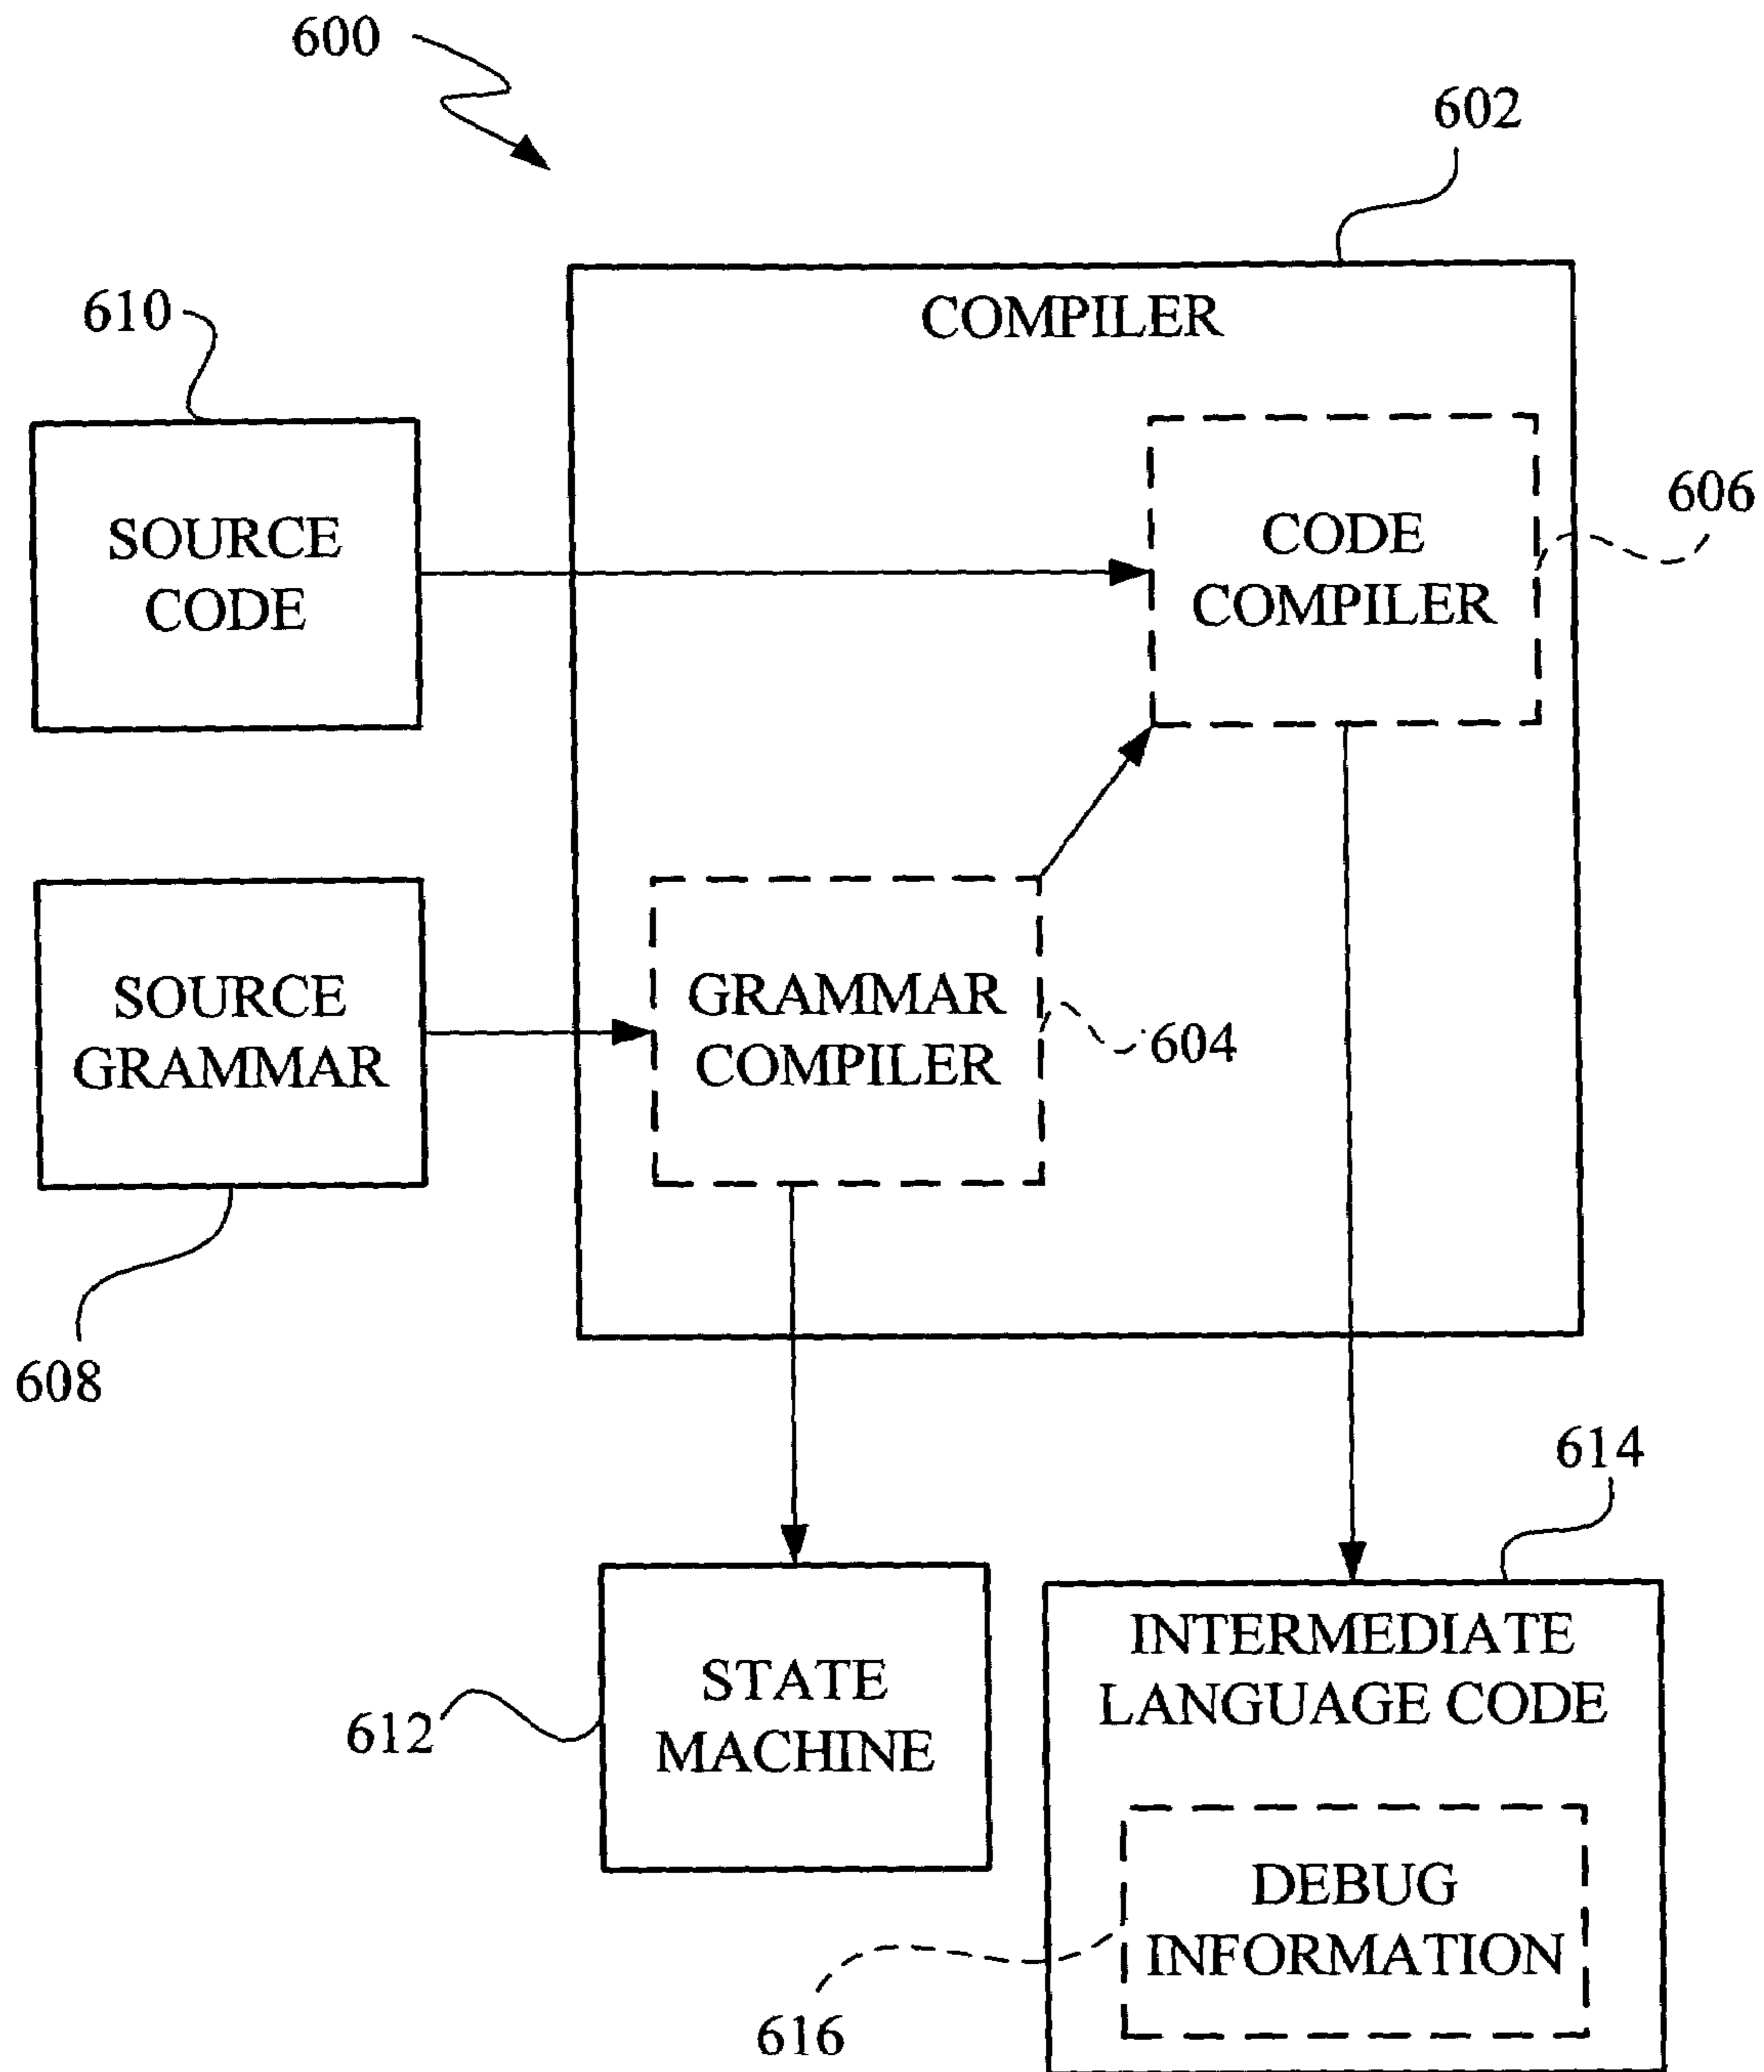 600
602
COMPILER
610
SOURCE
CODE
CODE
COMPILER
606
SOURCE
GRAMMAR
GRAMMAR
COMPILER
604
608
614
STATE
MACHINE
612
INTERMEDIATE
LANGUAGE CODE
DEBUG
INFORMATION
616